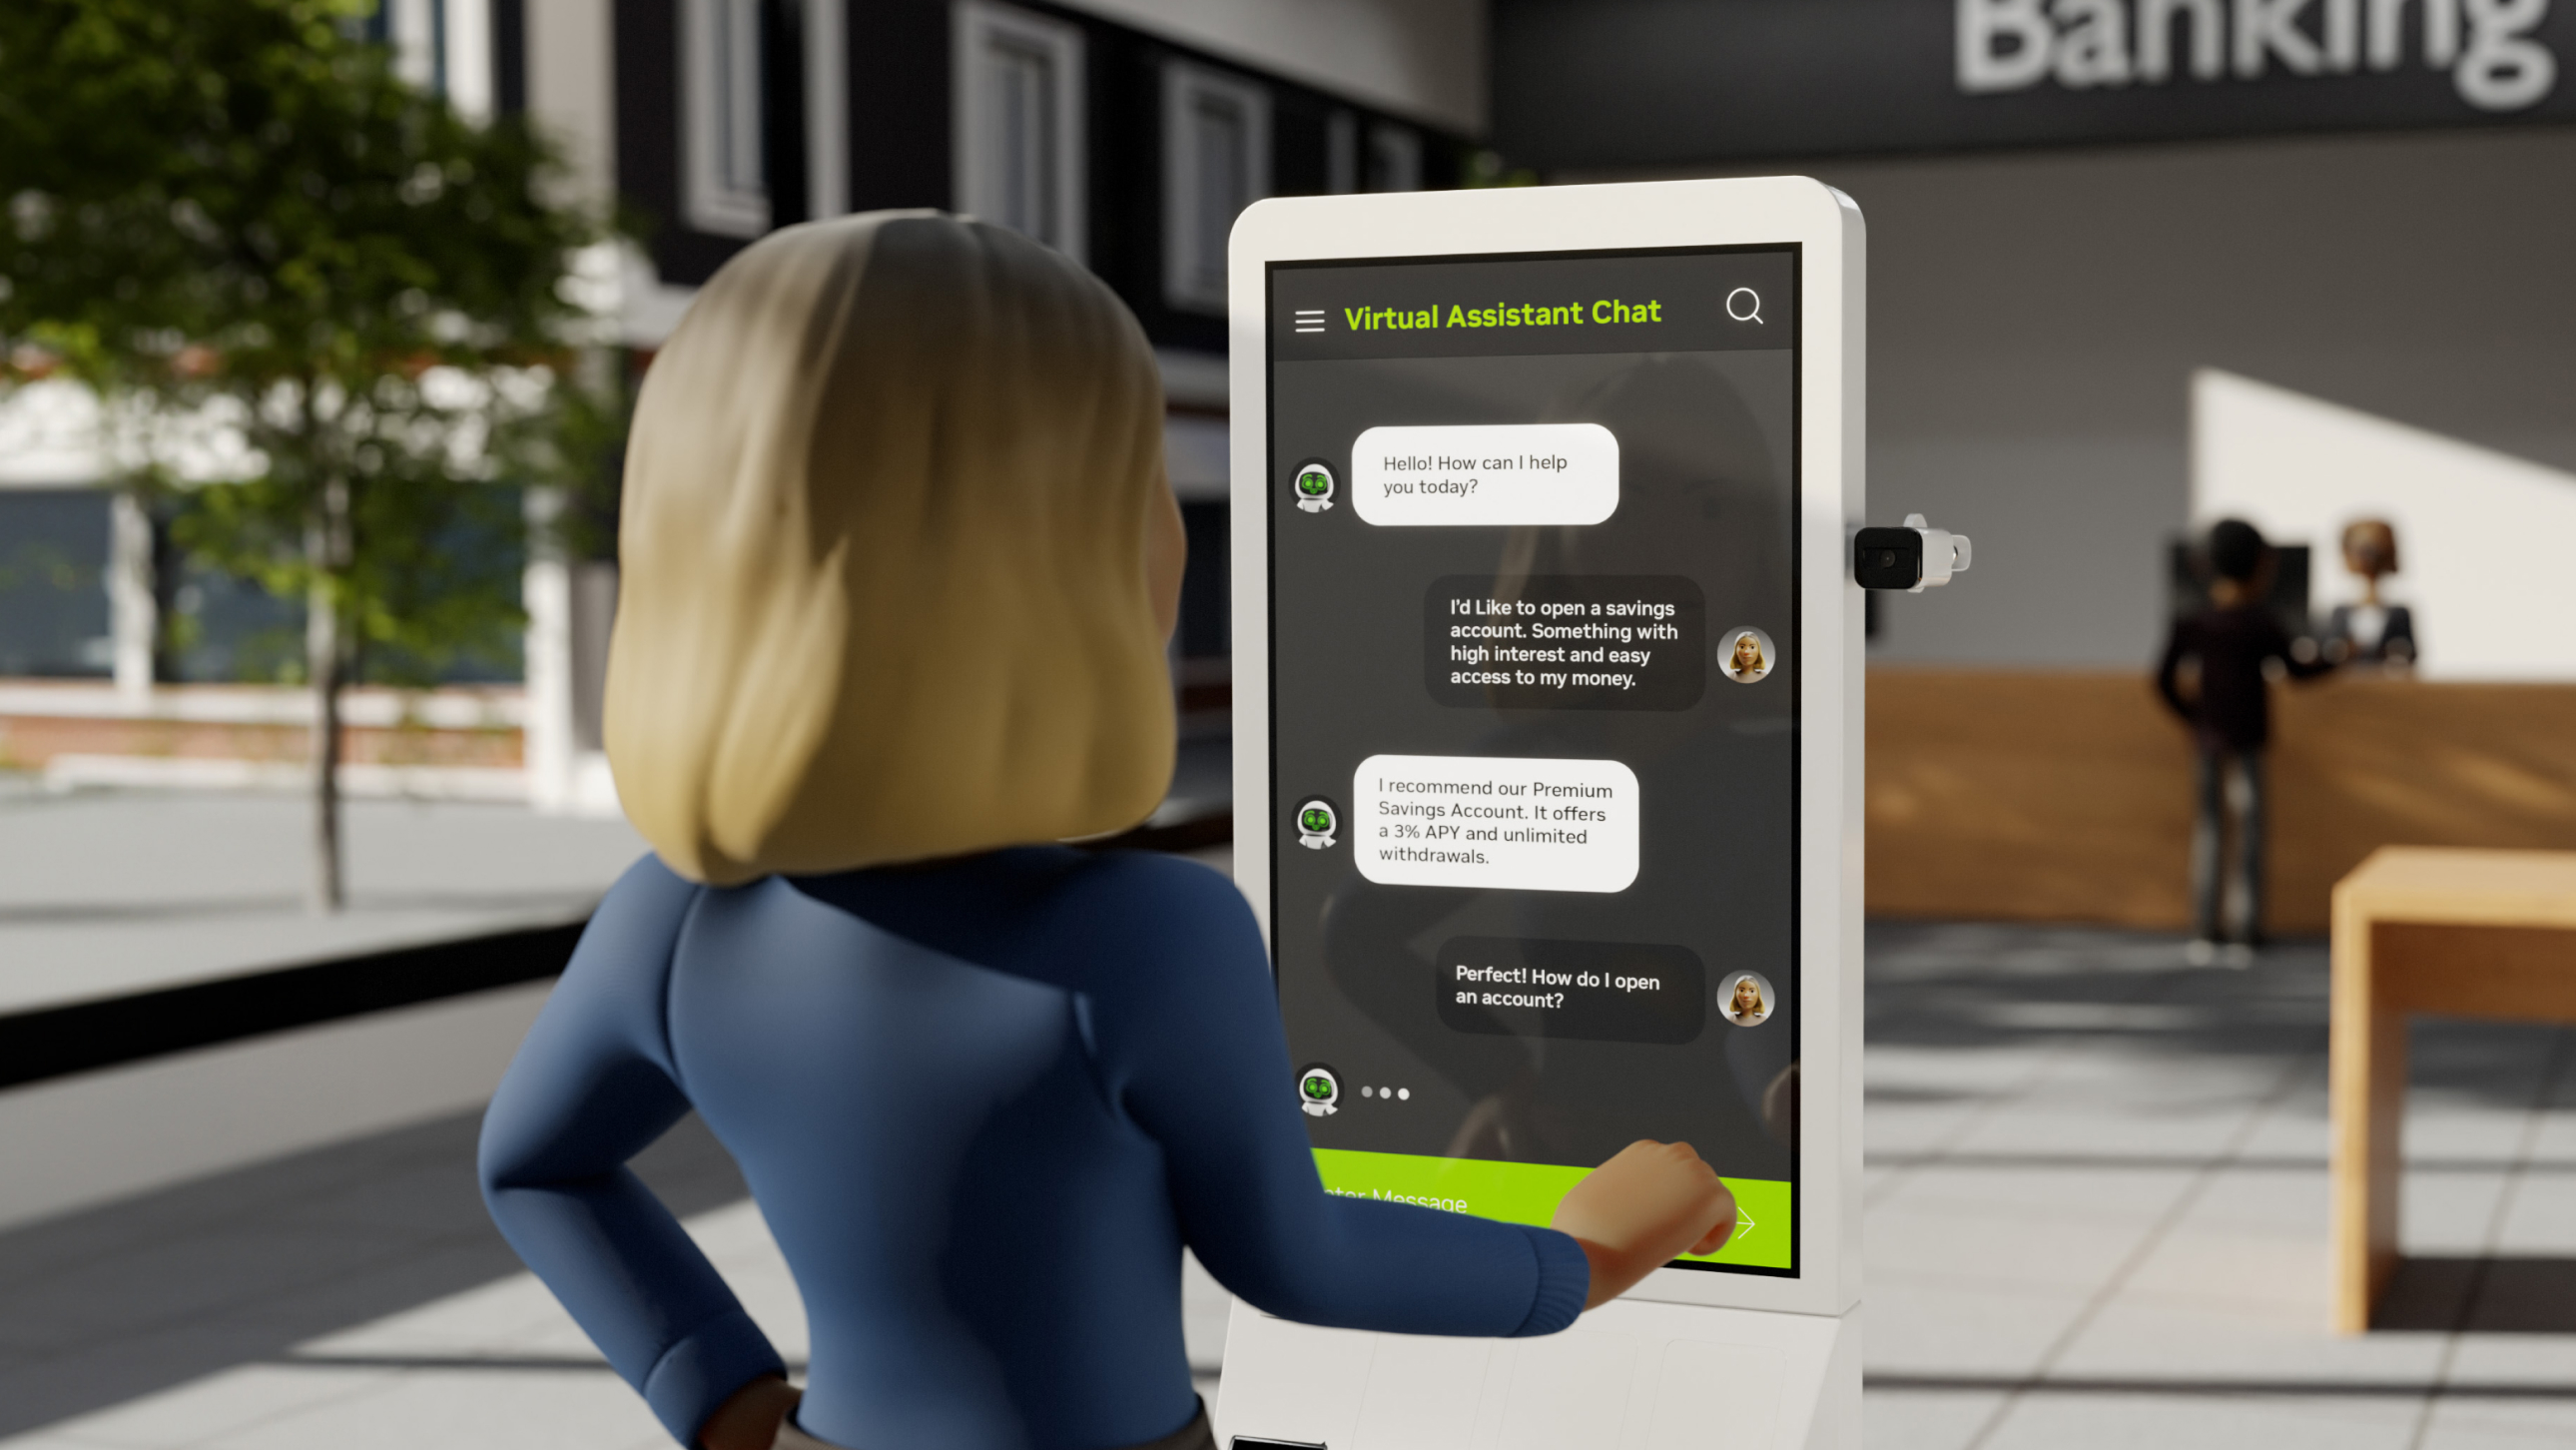 Banking
Virtual Assistant Chat
Hello! How can I help
you today?
I'd Like to open a savings
account. Something with
high interest and easy
access to my money.
I recommend our Premium
Savings Account. It offers
a 3% APY and unlimited
withdrawals.
Perfect! How do I open
an account?
Message